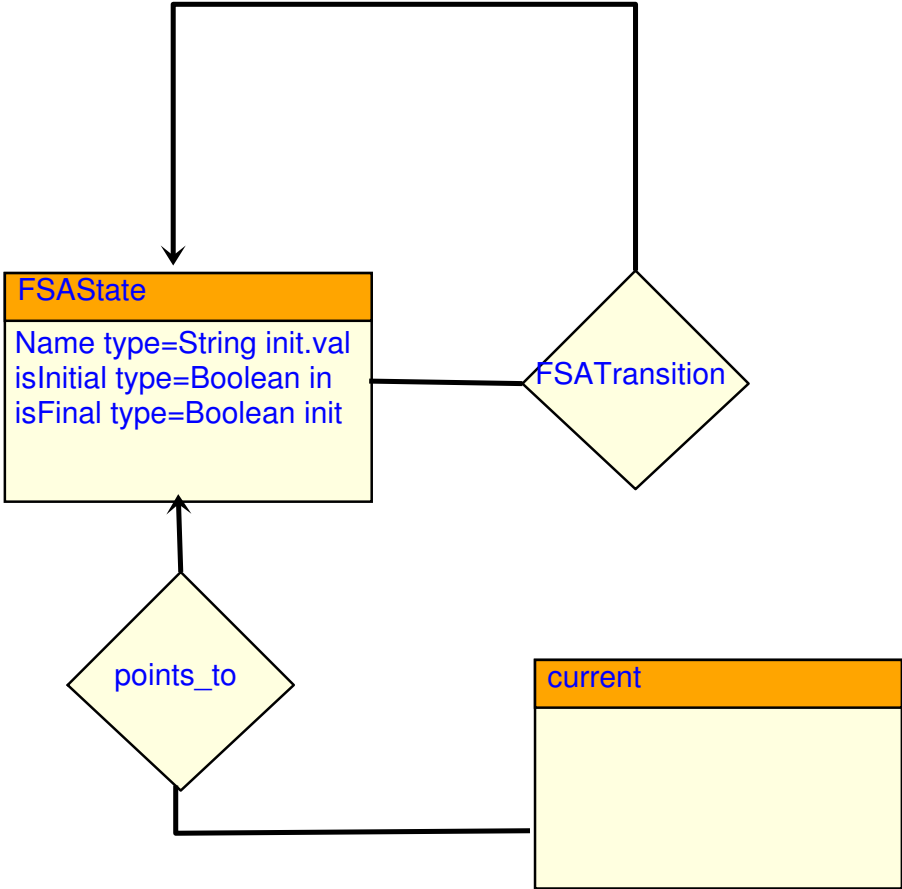 FSAState
Name type=String init.val
isInitial type=Boolean in
isFinal type=Boolean init
FSATransition
points_to
current